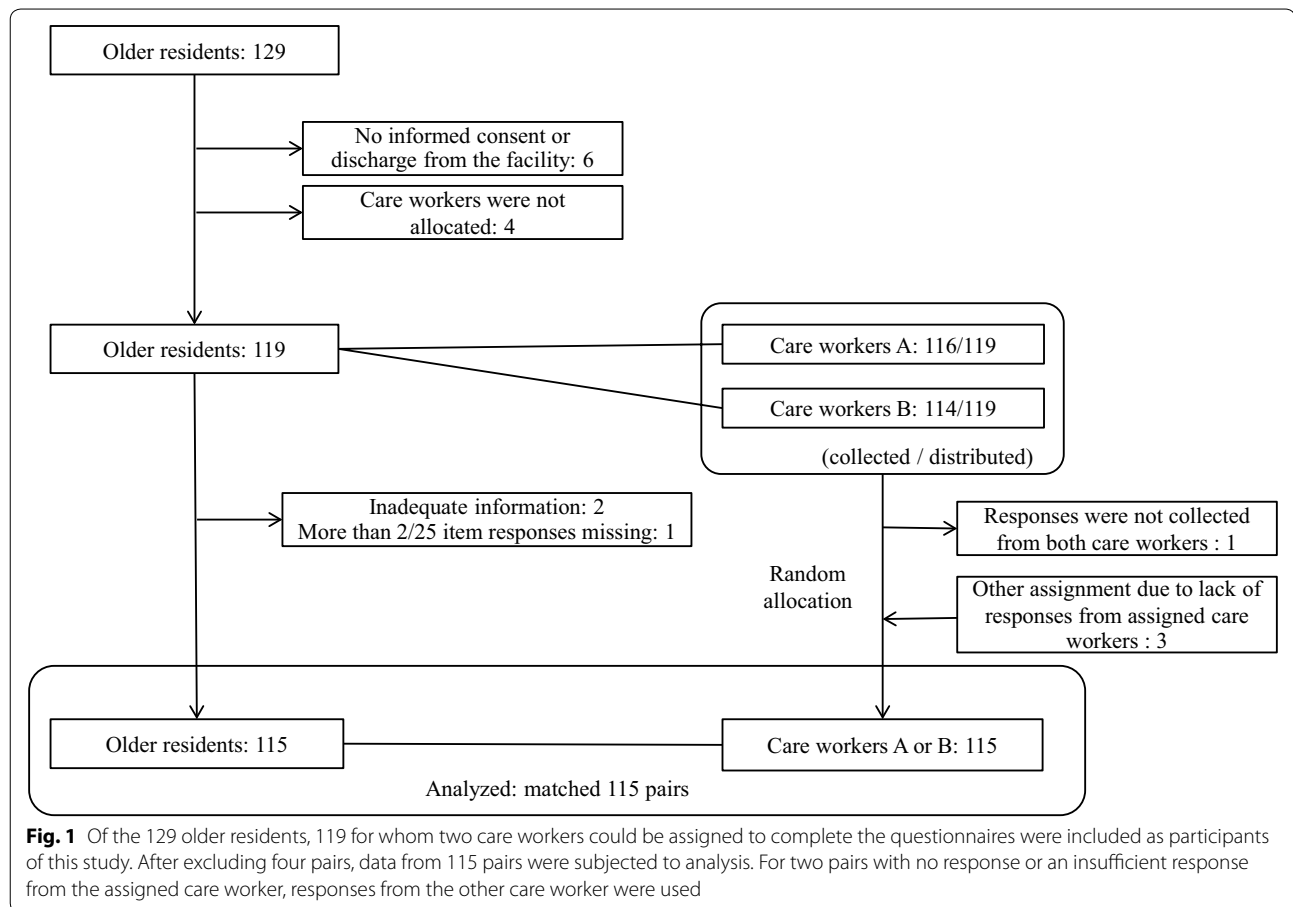 Older residents: 129
No informed consent or
discharge from the facility: 6
Care workers were not
allocated: 4
Older residents: 119
Care workers A: 116/119
Care workers B: 114/119
(collected / distributed)
Inadequate information: 2
More than 2/25 item responses missing: 1
Responses were not collected
from both care workers : 1
Random
allocation
Other assignment due to lack of
responses from assigned care
workers : 3
Older residents: 115
Care workers A or B: 115
Analyzed: matched 115 pairs
Fig. 1 Of the 129 older residents, 119 for whom two care workers could be assigned to complete the questionnaires were included as participants
of this study. After excluding four pairs, data from 115 pairs were subjected to analysis. For two pairs with no response or an insufficient response
from the assigned care worker, responses from the other care worker were used